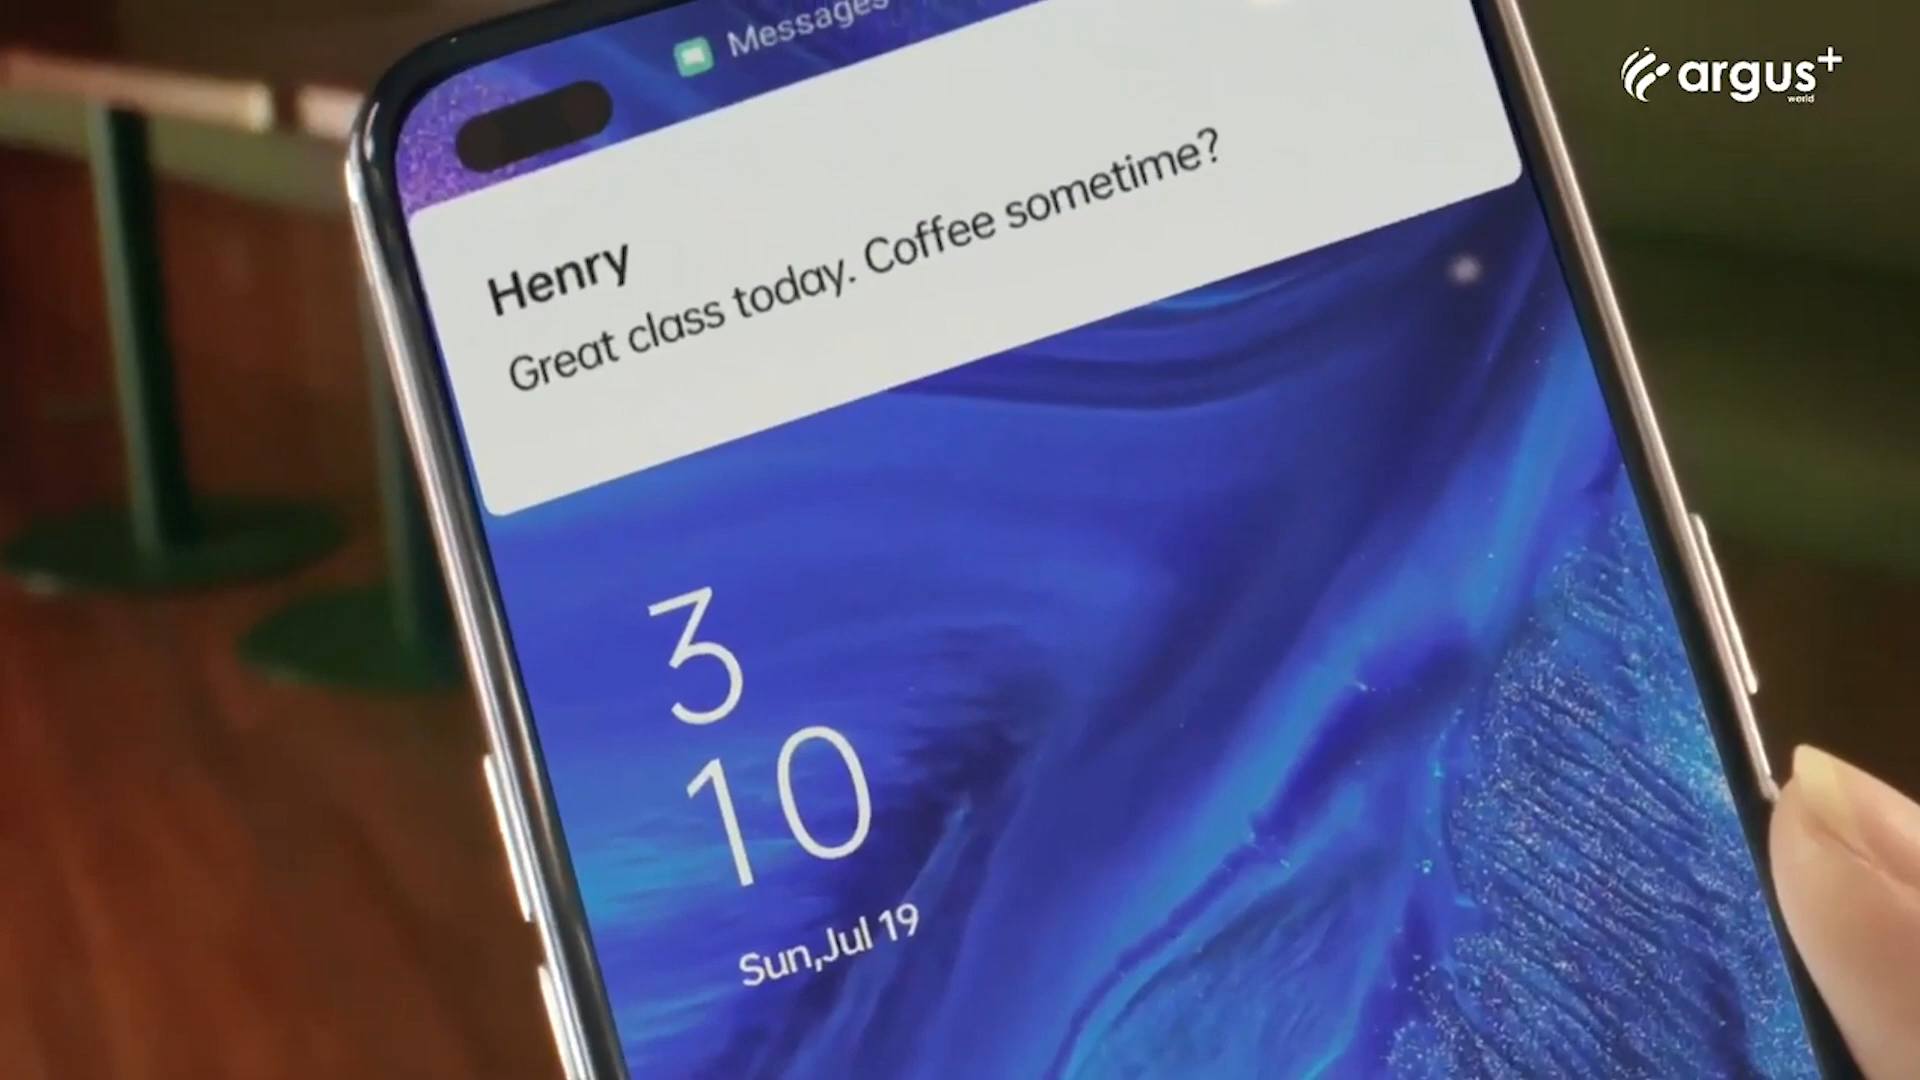 Messages
argus+
world
Henry
Great class today. Coffee sometime?
3
10
Sun,Jul 19